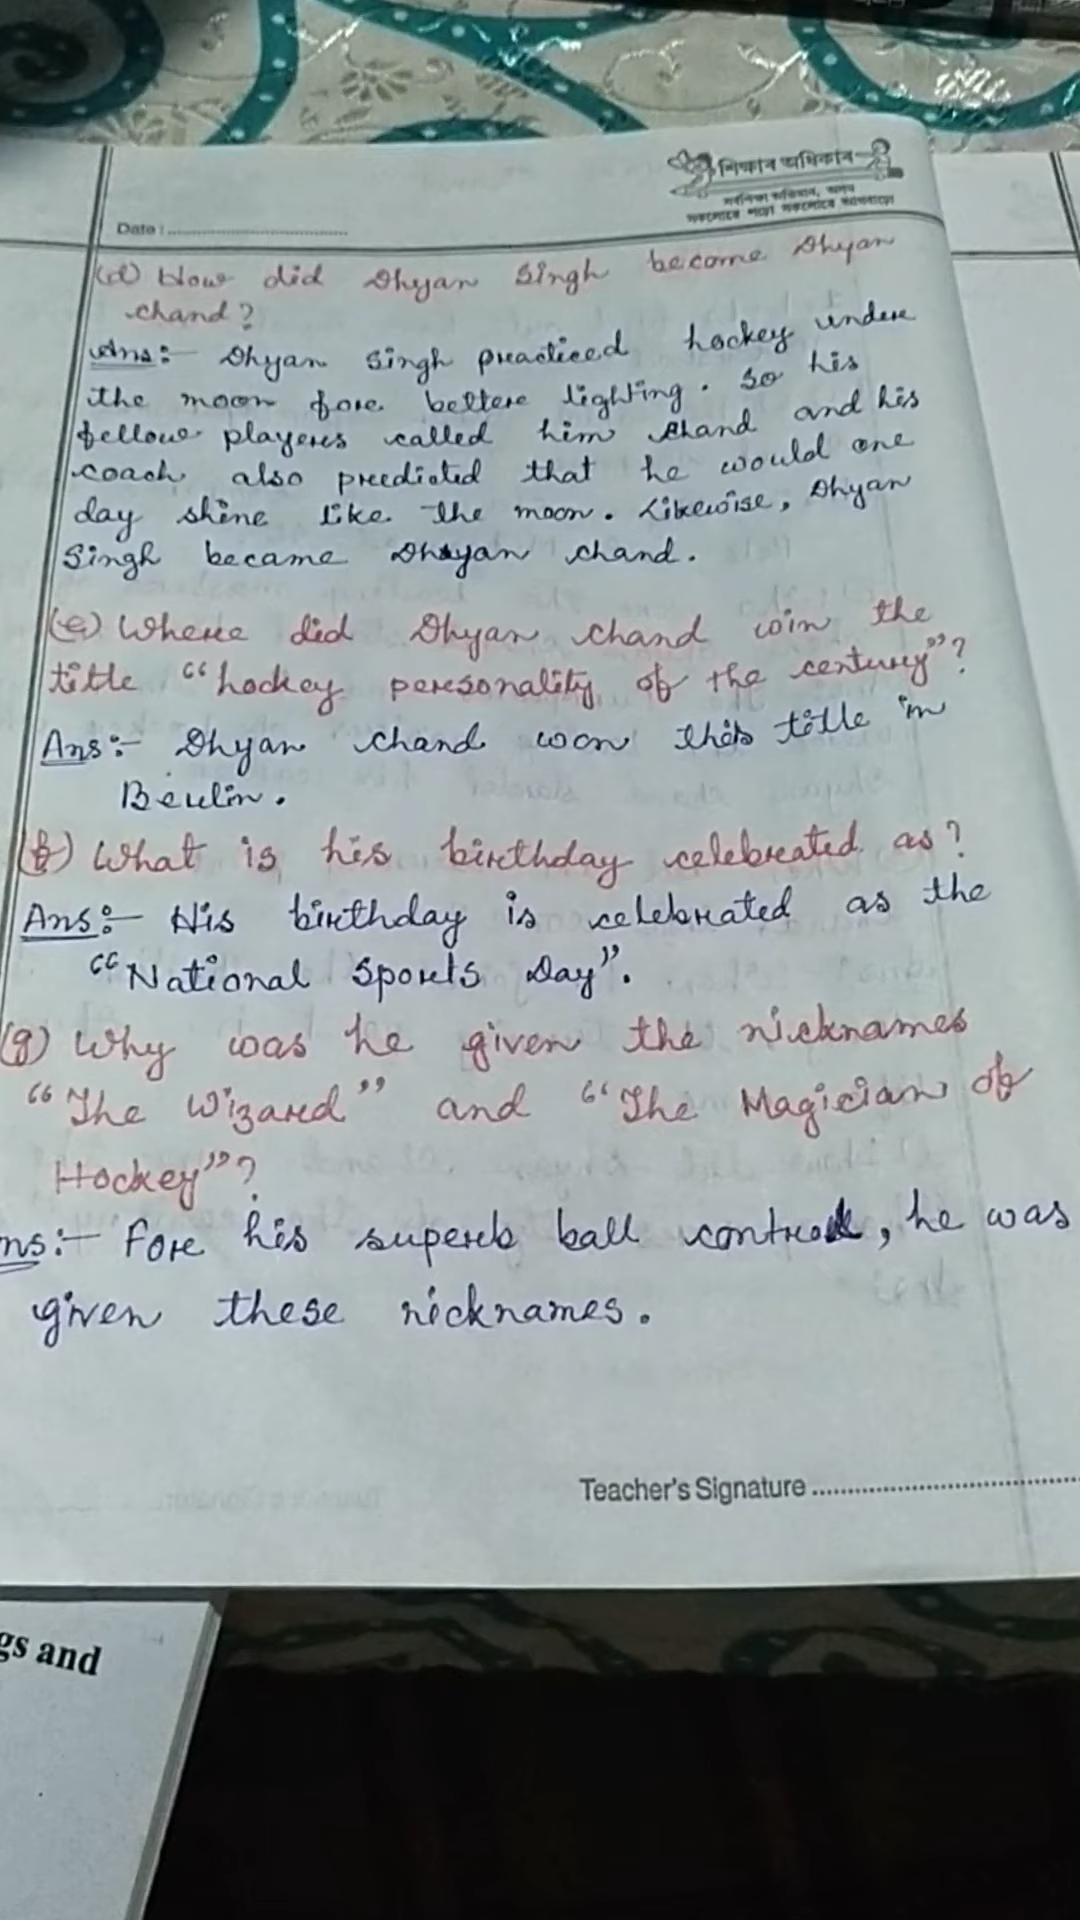 শিক্ষাৰ অধিকাৰ
সৰ্বশিক্ষা অভিযান, অসম
Date :
(d) How did Dhyan Singh become Dhyan
chand?
Ans:- Dhyan Singh practiced hockey under
the moon for better lighting. So his
fellow players called him chand and his
coach also predicted that he would one
day shine like the moon. Likewise, Dhyan
Singh became Dhyan chand.
(e) Where did Dhyan chand win the
title "hockey personality of the century"?
Ans:- Dhyan chand won this title in
Berlin.
(f) What is his birthday celebrated as?
Ans:- His birthday is celebrated as the
"National Sports Day".
(g) Why was he given the nicknames
"The Wizard" and "The Magician of
Hockey"?
ns:- For his superb ball control, he was
given these nicknames.
Teacher's Signature
gs and